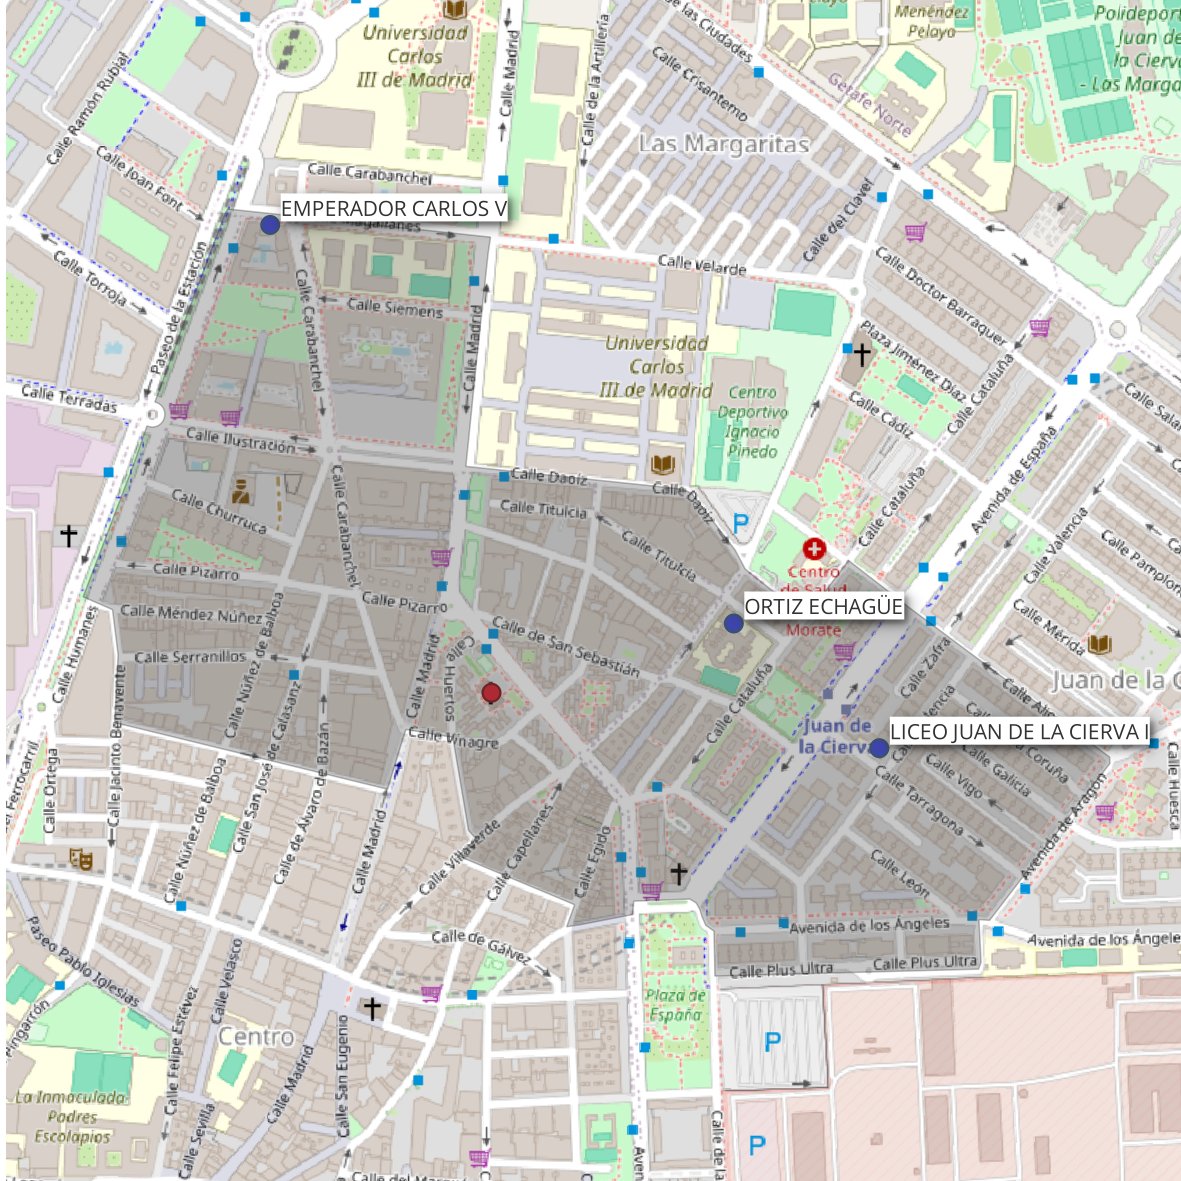 Universidad
Carlos
III de Madrid
Calle Madrid
Calle de la Artillería
de las Ciudades
Calle Crisantemo
Menéndez
Pelayo
Getafe Norte
Las Margaritas
Juan de
la Cierva
Calle Ramón Rubial
Calle Joan Font
Calle Carabanchel
EMPERADOR CARLOS V
Calle del Clavel
Calle Torroja
Paseo de la Estación
Calle Velarde
Calle Doctor Barraquer
Calle Siemens
Calle Carabanchel
Calle Madrid
Universidad
Carlos
III de Madrid
Centro
Deportivo
Ignacio
Pinedo
Plaza Jiménez Díaz
Calle Cataluña
Calle Cádiz
Calle Terradas
Calle Ilustración
Calle Daoíz
Calle Daoíz
Calle Cataluña
Avenida de España
Calle Churruca
Calle Carabanchel
Calle Titulcia
Calle Titulcia
P
Calle Valencia
Calle Pizarro
Calle Pizarro
Centro
de Salud
ORTIZ ECHAGÜE
Morate
Calle Humanes
Calle Méndez Núñez
Calle Núñez de Balboa
Calle Serranillos
Calle Madrid
Calle Huertos
Calle de San Sebastián
Calle Cataluña
Calle Mérida
Calle Zafra
Juan de la C
Calle Jacinto Benavente
Calle San José de Calasanz
Calle de Álvaro de Bazán
Calle Vinagre
Juan de
la Cierva
LICEO JUAN DE LA CIERVA I
Coruña
Calle Galicia
Calle Vigo
Calle Tarragona
Avenida de Aragón
Calle Huesca
Calle Ortega
Calle Núñez de Balboa
Calle Madrid
Calle Villaverde
Calle Capellanes
Calle Egido
Calle León
Avenida de los Ángeles
Avenida de los Ángele
Calle Plus Ultra
Calle Plus Ultra
Paseo Pablo Iglesias
Calle Velasco
Calle de Gálvez
Plaza de
España
P
Pingarrón
Centro
Calle Felipe Estévez
Calle Madrid
Calle San Eugenio
La Inmaculada-
Padres
Escolapios
Calle Sevilla
P
Calle de la